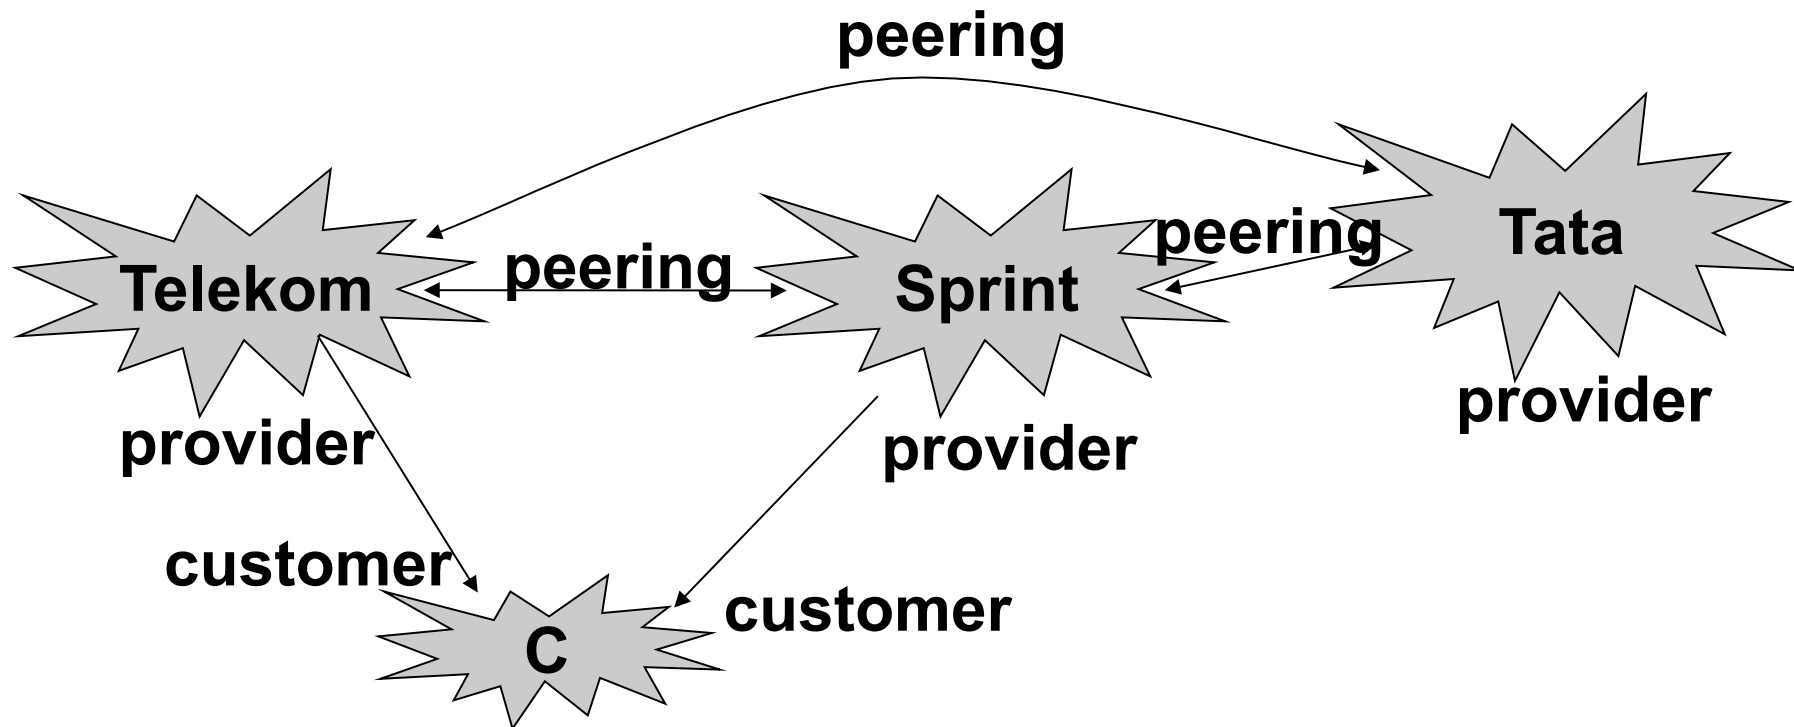 peering
peering
peering
Telekom
Sprint
Tata
provider
provider
provider
customer
customer
C